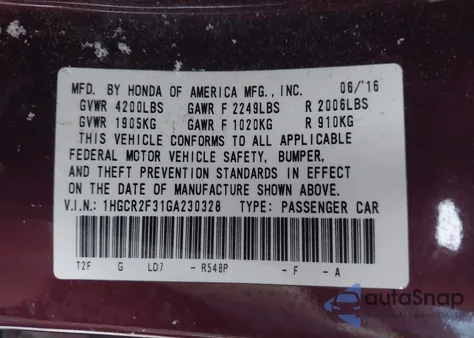 MFD. BY HONDA OF AMERICA MFG., INC. 06/'16
GVWR 4200LBS GAWR F 2249LBS R 2006LBS
GVWR 1905KG GAWR F 1020KG R 910KG
THIS VEHICLE CONFORMS TO ALL APPLICABLE
FEDERAL MOTOR VEHICLE SAFETY, BUMPER,
AND THEFT PREVENTION STANDARDS IN EFFECT
ON THE DATE OF MANUFACTURE SHOWN ABOVE.
V.I.N.: 1HGCR2F31GA230328 TYPE: PASSENGER CAR
T2F G LD7 - R548P - F - A
autoSnap